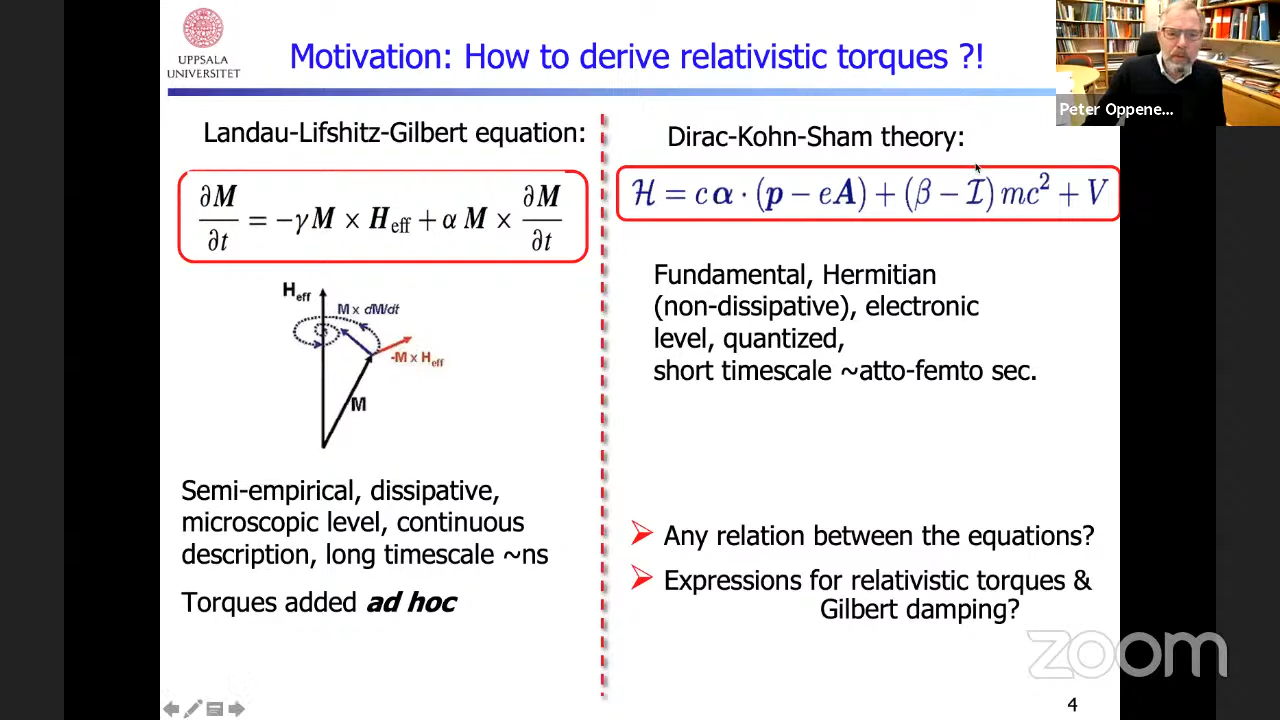 UPPSALA
UNIVERSITET
Motivation: How to derive relativistic torques ?!
Peter Oppene...
Landau-Lifshitz-Gilbert equation:
∂M/∂t = −γ M × H_eff + α M × ∂M/∂t
H_eff
M x dM/dt
-M x H_eff
M
Semi-empirical, dissipative,
microscopic level, continuous
description, long timescale ~ns
Torques added ad hoc
Dirac-Kohn-Sham theory:
ℋ = c α · (p − eA) + (β − ℐ) mc² + V
Fundamental, Hermitian
(non-dissipative), electronic
level, quantized,
short timescale ~atto-femto sec.
Any relation between the equations?
Expressions for relativistic torques &
Gilbert damping?
zoom
4